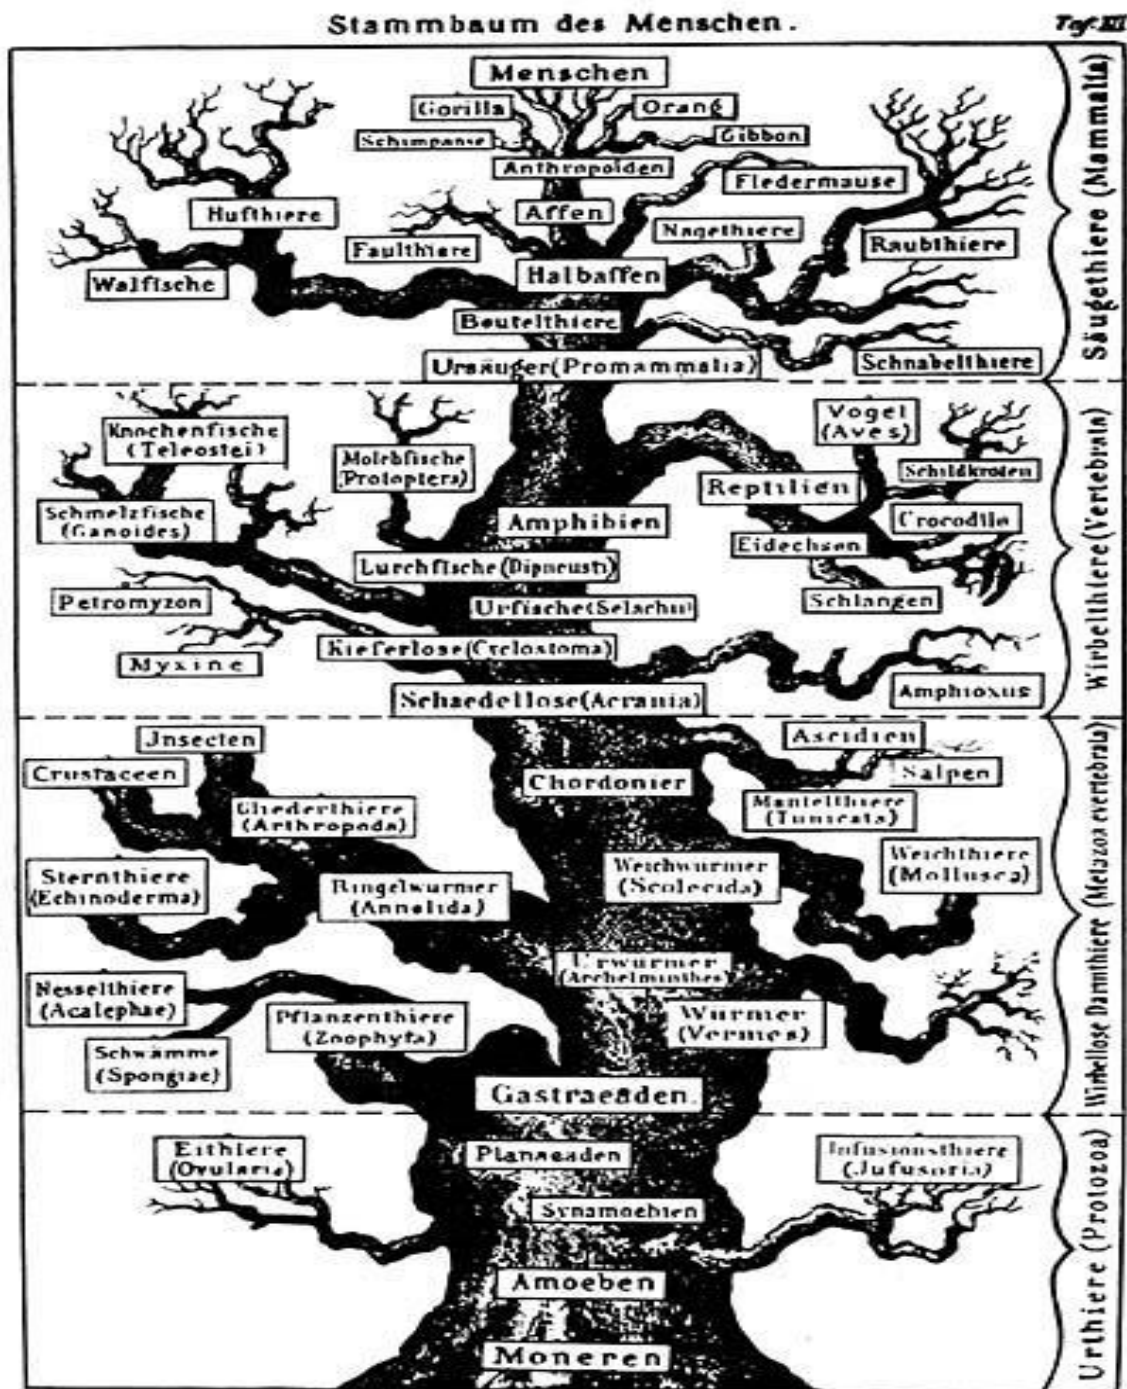 Stammbaum des Menschen.
Taf. XII
Menschen
Gorilla
Orang
Schimpanse
Gibbon
Anthropoiden
Fledermause
Hufthiere
Affen
Nagethiere
Faulthiere
Raubthiere
Walfische
Halbaffen
Beutelthiere
Ursäuger (Promammalia)
Schnabelthiere
Säugethiere (Mammalia)
Vogel
(Aves)
Knochenfische
(Teleostei)
Molchfische
(Protoptera)
Schildkroten
Reptilien
Schmelzfische
(Ganoides)
Amphibien
Crocodile
Eidechsen
Lurchfische (Dipneusti)
Petromyzon
Urfische (Selachii)
Schlangen
Kieferlose (Cyclostoma)
Myxine
Schaedellose (Acrania)
Amphioxus
Wirbelthiere (Vertebrata)
Jnsecten
Ascidien
Crustaceen
Chordonier
Salpen
Gliederthiere
(Arthropoda)
Mantelthiere
(Tunicata)
Sternthiere
(Echinoderma)
Ringelwurmer
(Annelida)
Weichwurmer
(Scolecida)
Weichthiere
(Mollusca)
Urwurmer
(Archelminthes)
Nesselthiere
(Acalephae)
Pflanzenthiere
(Zoophyta)
Wurmer
(Vermes)
Schwämme
(Spongiae)
Gastraeaden.
Wirbellose Darmthiere (Metazoa evertebrata)
Eithiere
(Ovularia)
Planaeaden
Infusionsthiere
(Jufusoria)
Synamoebien
Amoeben
Moneren
Urthiere (Protozoa)